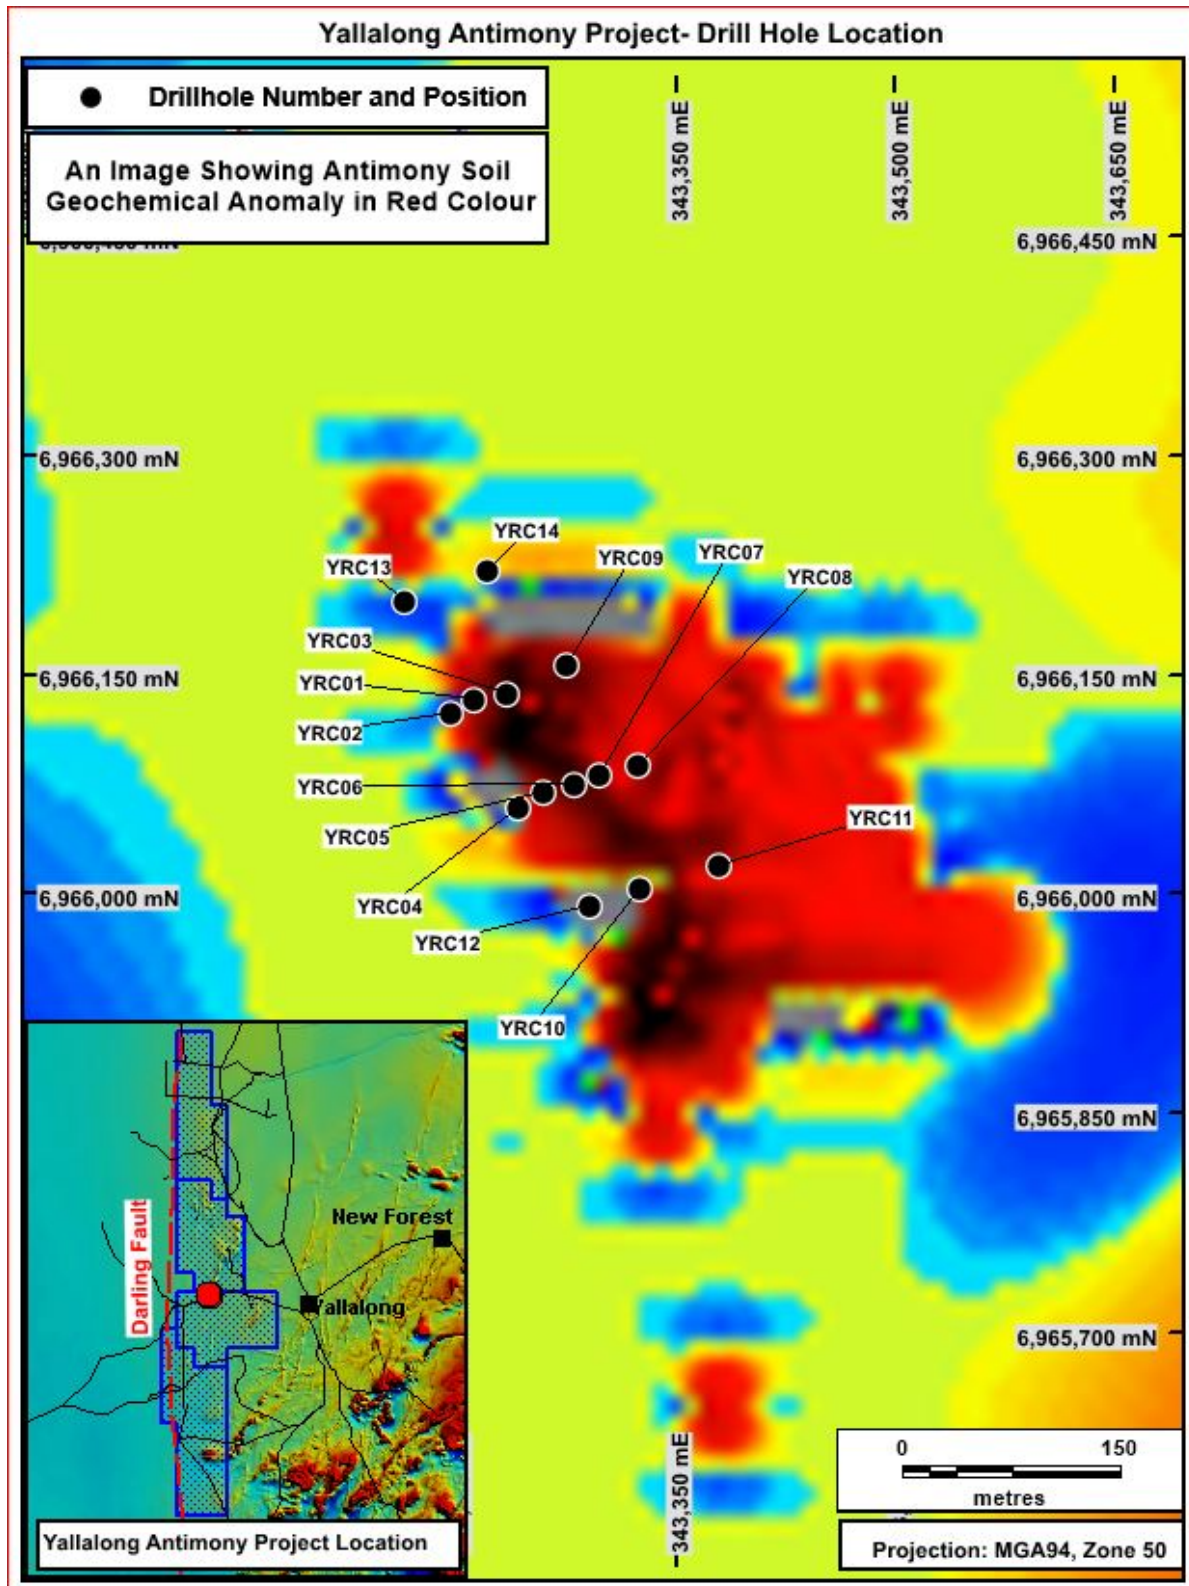 Yallalong Antimony Project- Drill Hole Location
Drillhole Number and Position
An Image Showing Antimony Soil
Geochemical Anomaly in Red Colour
343,350 mE
343,500 mE
343,650 mE
6,966,450 mN
6,966,300 mN
6,966,300 mN
YRC14
YRC07
YRC09
YRC13
YRC08
YRC03
6,966,150 mN
YRC01
6,966,150 mN
YRC02
YRC06
YRC05
YRC11
YRC04
6,966,000 mN
6,966,000 mN
YRC12
YRC10
6,965,850 mN
New Forest
Darling Fault
Yallalong
6,965,700 mN
343,350 mE
0 150
metres
Yallalong Antimony Project Location
Projection: MGA94, Zone 50